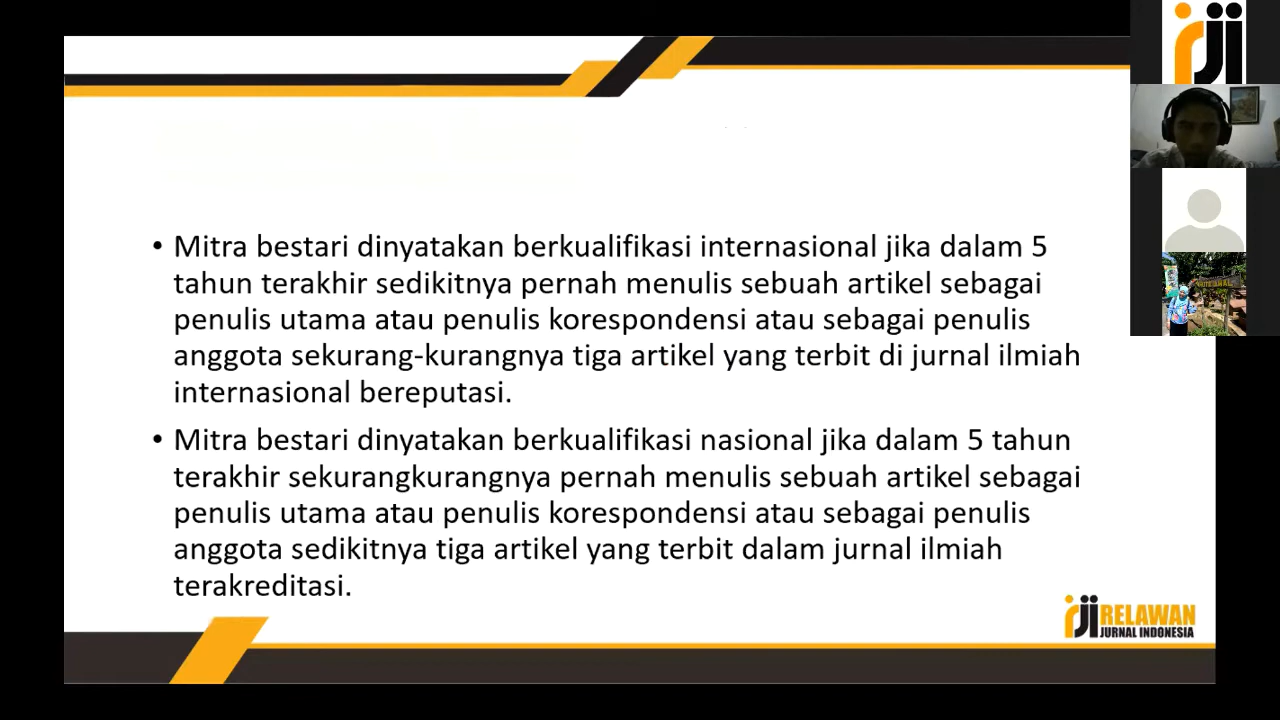 • Mitra bestari dinyatakan berkualifikasi internasional jika dalam 5
tahun terakhir sedikitnya pernah menulis sebuah artikel sebagai
penulis utama atau penulis korespondensi atau sebagai penulis
anggota sekurang-kurangnya tiga artikel yang terbit di jurnal ilmiah
internasional bereputasi.
• Mitra bestari dinyatakan berkualifikasi nasional jika dalam 5 tahun
terakhir sekurangkurangnya pernah menulis sebuah artikel sebagai
penulis utama atau penulis korespondensi atau sebagai penulis
anggota sedikitnya tiga artikel yang terbit dalam jurnal ilmiah
terakreditasi.
rji RELAWAN
JURNAL INDONESIA
rji